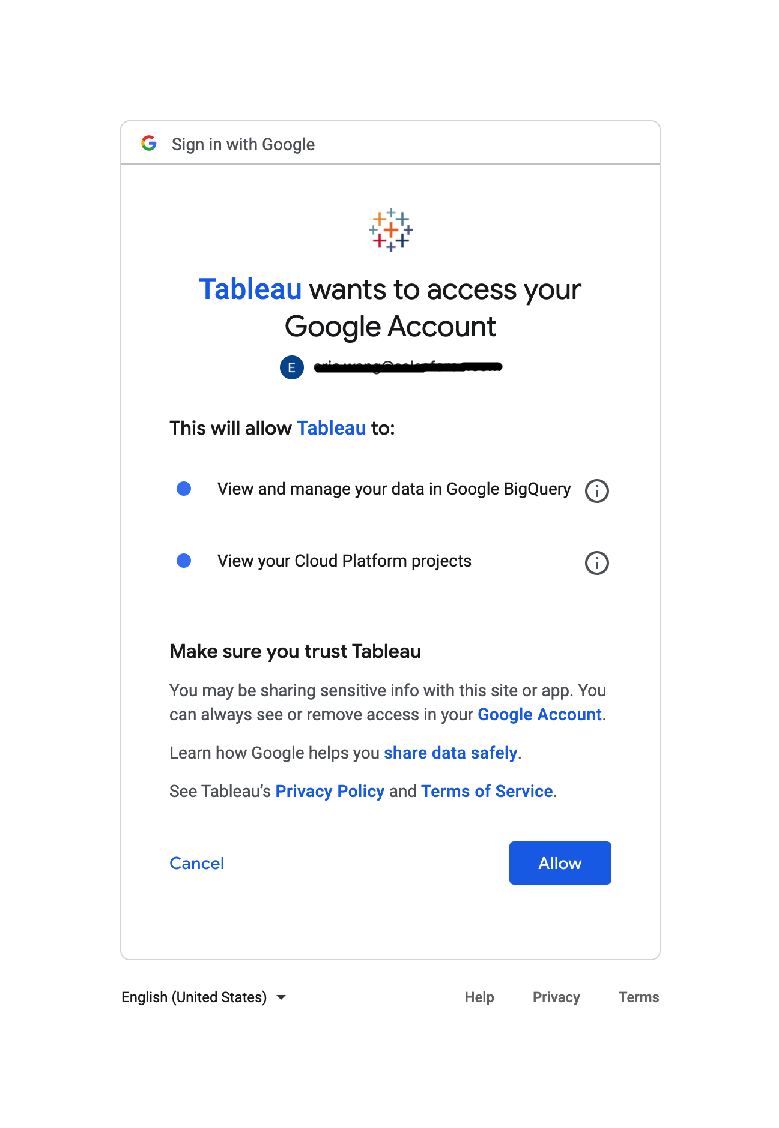 Sign in with Google
Tableau wants to access your
Google Account
E
This will allow Tableau to:
View and manage your data in Google BigQuery
View your Cloud Platform projects
Make sure you trust Tableau
You may be sharing sensitive info with this site or app. You
can always see or remove access in your Google Account.
Learn how Google helps you share data safely.
See Tableau’s Privacy Policy and Terms of Service.
Cancel Allow
English (United States) Help Privacy Terms